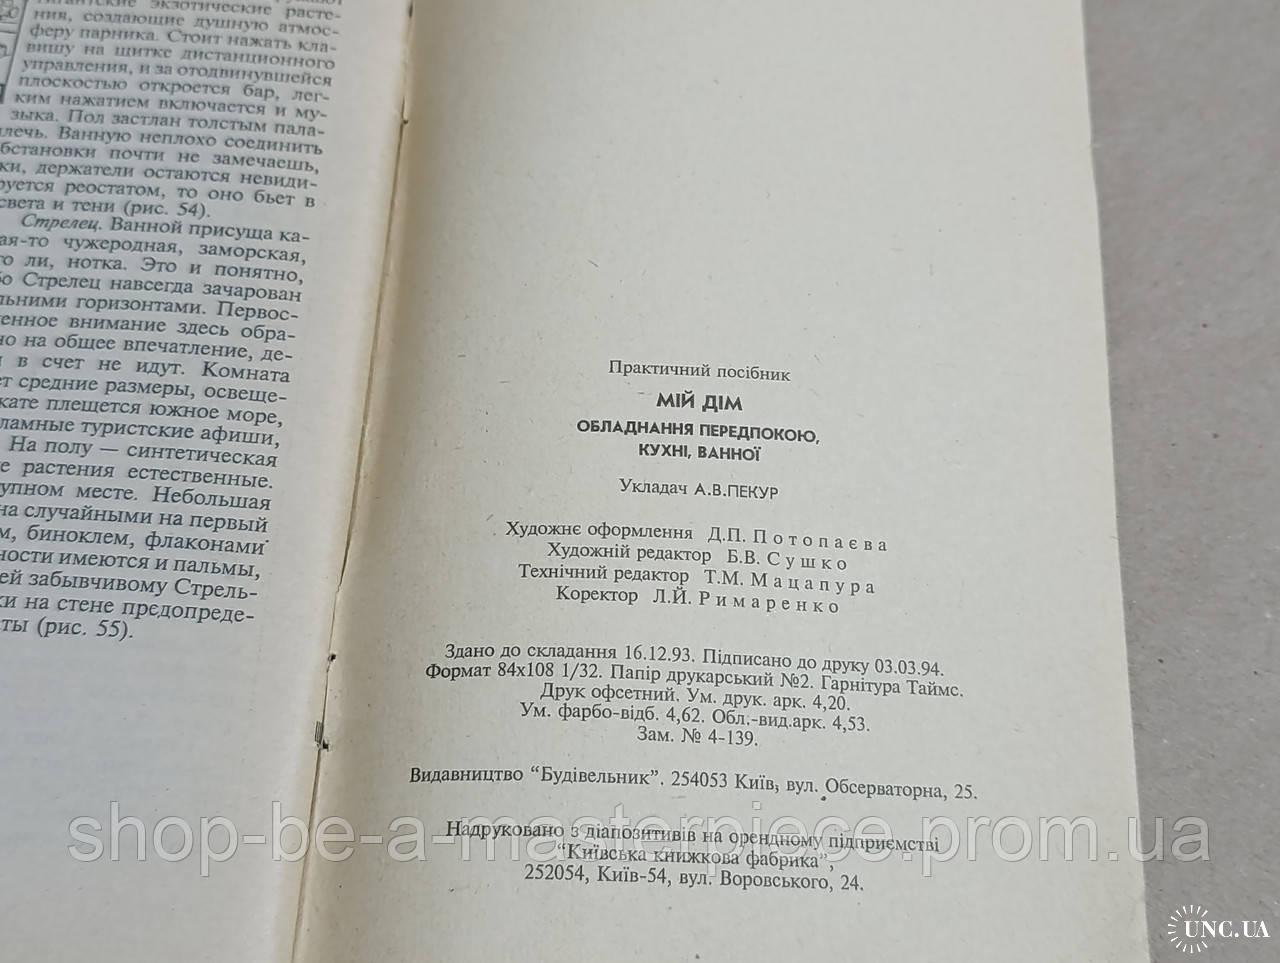 гигантские экзотические расте-
ния, создающие душную атмос-
феру парника. Стоит нажать кла-
вишу на щитке дистанционного
управления, и за отодвинувшейся
плоскостью откроется бар, лег-
ким нажатием включается и му-
зыка. Пол застлан толстым пала-
лечь. Ванную неплохо соединить
бстановки почти не замечаешь,
ки, держатели остаются невиди-
руется реостатом, то оно бьет в
света и тени (рис. 54).
Стрелец. Ванной присуща ка-
ая-то чужеродная, заморская,
то ли, нотка. Это и понятно,
бо Стрелец навсегда зачарован
льними горизонтами. Первос-
енное внимание здесь обра-
но на общее впечатление, де-
и в счет не идут. Комната
ет средние размеры, освеще-
кате плещется южное море,
ламные туристские афиши,
На полу — синтетическая
е растения естественные.
упном месте. Небольшая
на случайными на первый
м, биноклем, флаконами
ности имеются и пальмы,
ей забывчивому Стрель-
ки на стене предопреде-
ты (рис. 55).
Практичний посібник
МІЙ ДІМ
ОБЛАДНАННЯ ПЕРЕДПОКОЮ,
КУХНІ, ВАННОЇ
Укладач А.В.ПЕКУР
Художнє оформлення Д.П. Потопаєва
Художній редактор Б.В. Сушко
Технічний редактор Т.М. Мацапура
Коректор Л.Й. Римаренко
Здано до складання 16.12.93. Підписано до друку 03.03.94.
Формат 84х108 1/32. Папір друкарський №2. Гарнітура Таймс.
Друк офсетний. Ум. друк. арк. 4,20.
Ум. фарбо-відб. 4,62. Обл.-вид.арк. 4,53.
Зам. № 4-139.
Видавництво “Будівельник”. 254053 Київ, вул. Обсерваторна, 25.
Надруковано з діапозитивів на орендному підприємстві
“Київська книжкова фабрика”,
252054, Київ-54, вул. Воровського, 24.
shop-be-a-masterpiece.prom.ua
UNC.UA